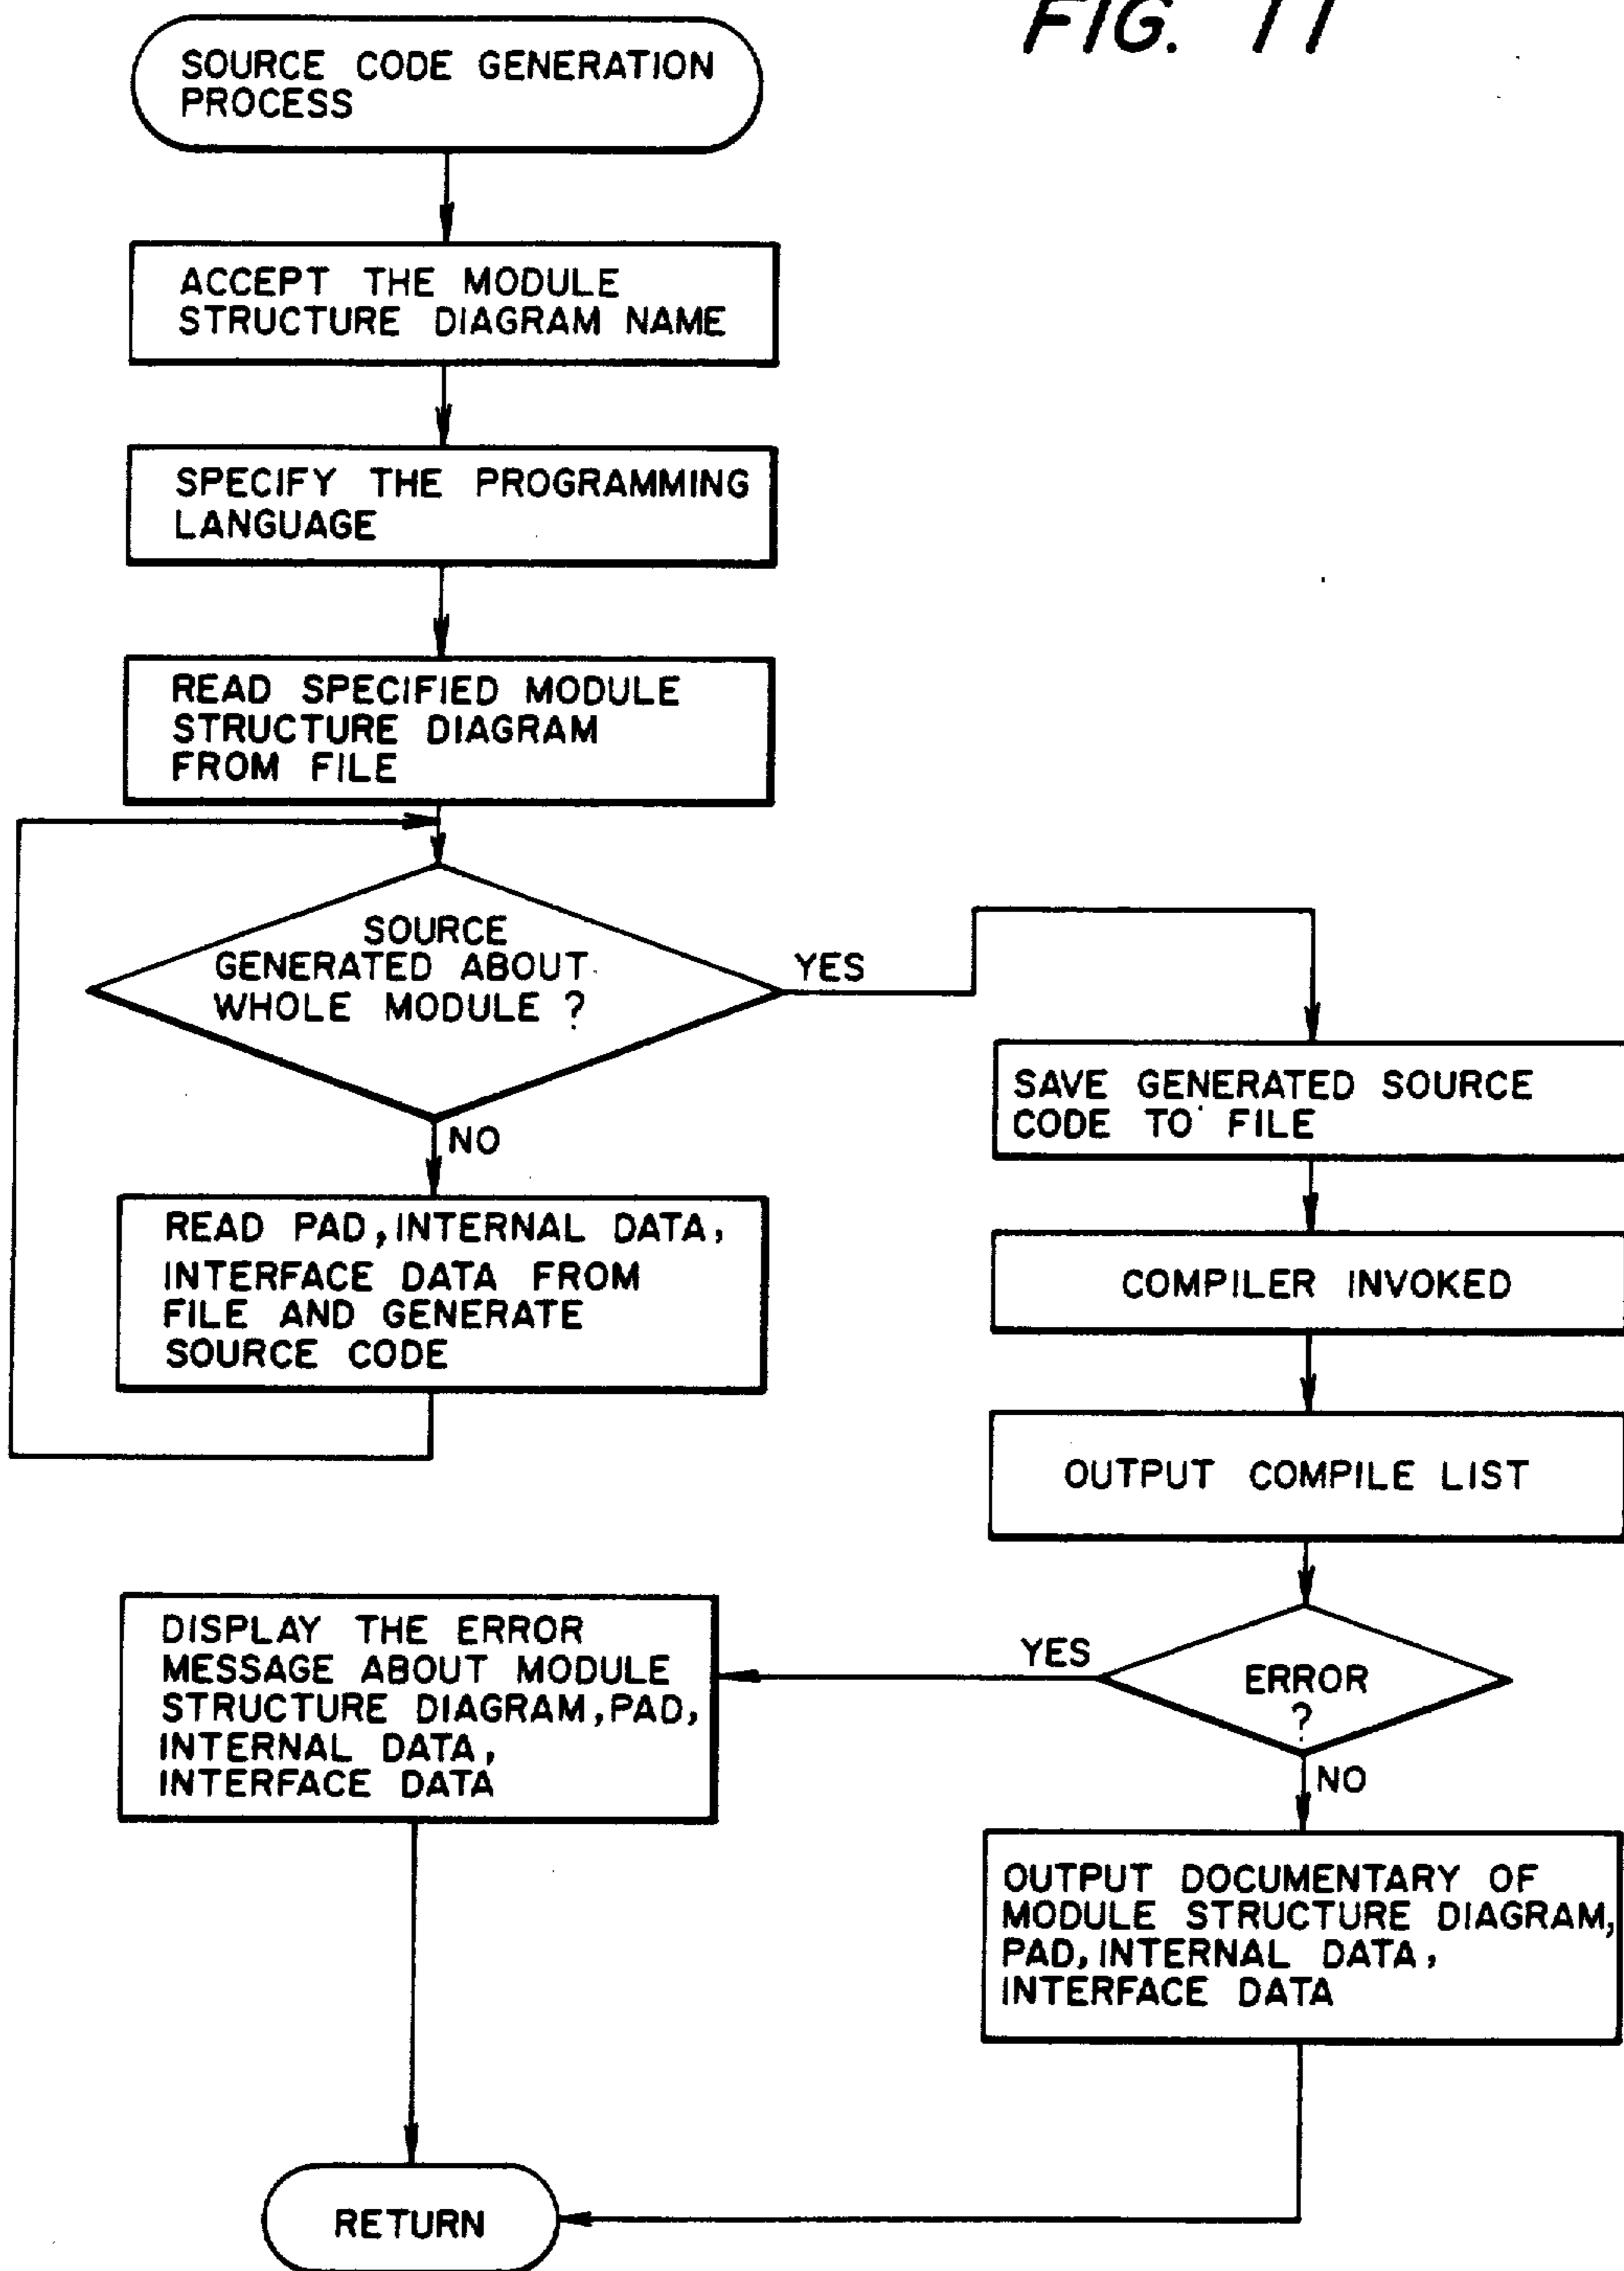 FIG. 11
SOURCE CODE GENERATION
PROCESS
ACCEPT THE MODULE
STRUCTURE DIAGRAM NAME
SPECIFY THE PROGRAMMING
LANGUAGE
READ SPECIFIED MODULE
STRUCTURE DIAGRAM
FROM FILE
SOURCE
GENERATED ABOUT
WHOLE MODULE ?
YES
NO
READ PAD, INTERNAL DATA,
INTERFACE DATA FROM
FILE AND GENERATE
SOURCE CODE
SAVE GENERATED SOURCE
CODE TO FILE
COMPILER INVOKED
OUTPUT COMPILE LIST
ERROR
?
YES
NO
DISPLAY THE ERROR
MESSAGE ABOUT MODULE
STRUCTURE DIAGRAM, PAD,
INTERNAL DATA,
INTERFACE DATA
OUTPUT DOCUMENTARY OF
MODULE STRUCTURE DIAGRAM,
PAD, INTERNAL DATA,
INTERFACE DATA
RETURN